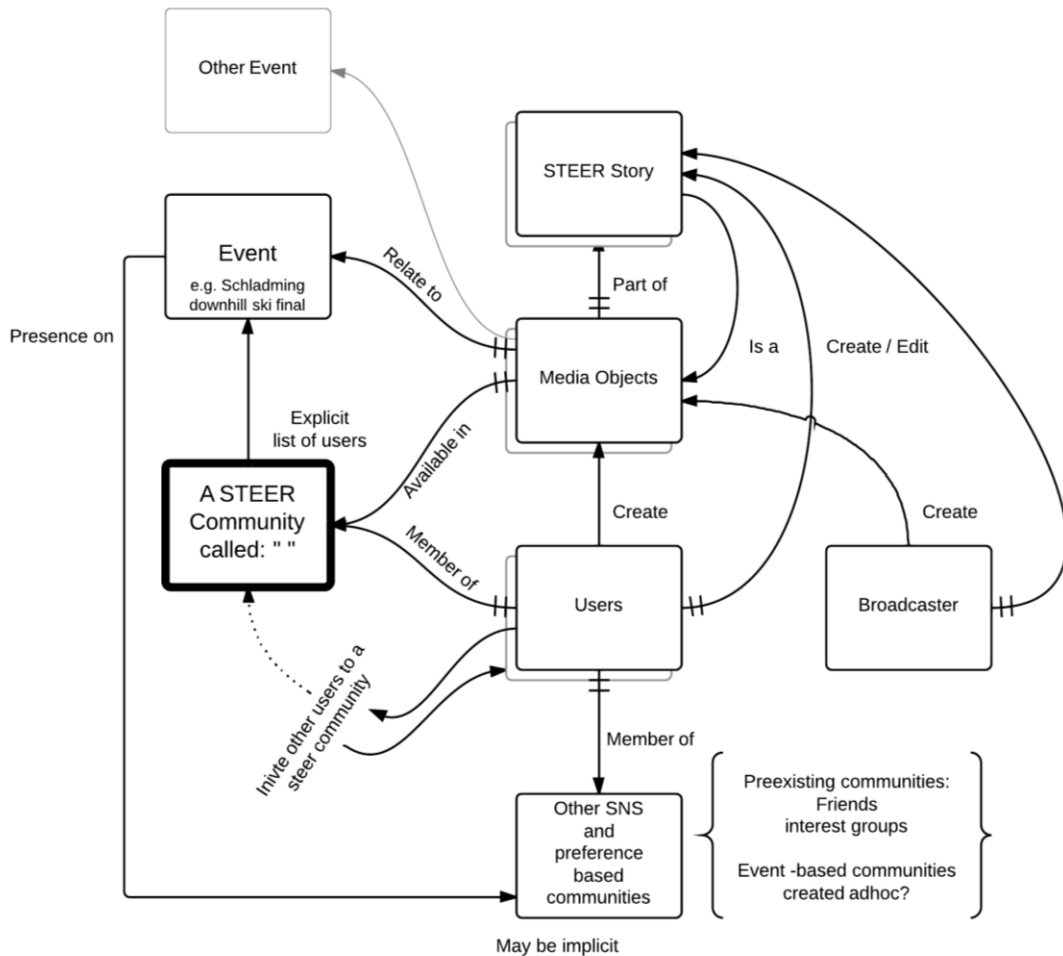 Other Event
STEER Story
Event
e.g. Schladming
downhill ski final
Relate to
Part of
Presence on
Is a
Create / Edit
Media Objects
Explicit
list of users
Available in
A STEER
Community
called: " "
Create
Create
Member of
Users
Broadcaster
Inivte other users to a
steer community
Member of
Other SNS
and
preference
based
communities
Preexisting communities:
Friends
interest groups
Event -based communities
created adhoc?
May be implicit